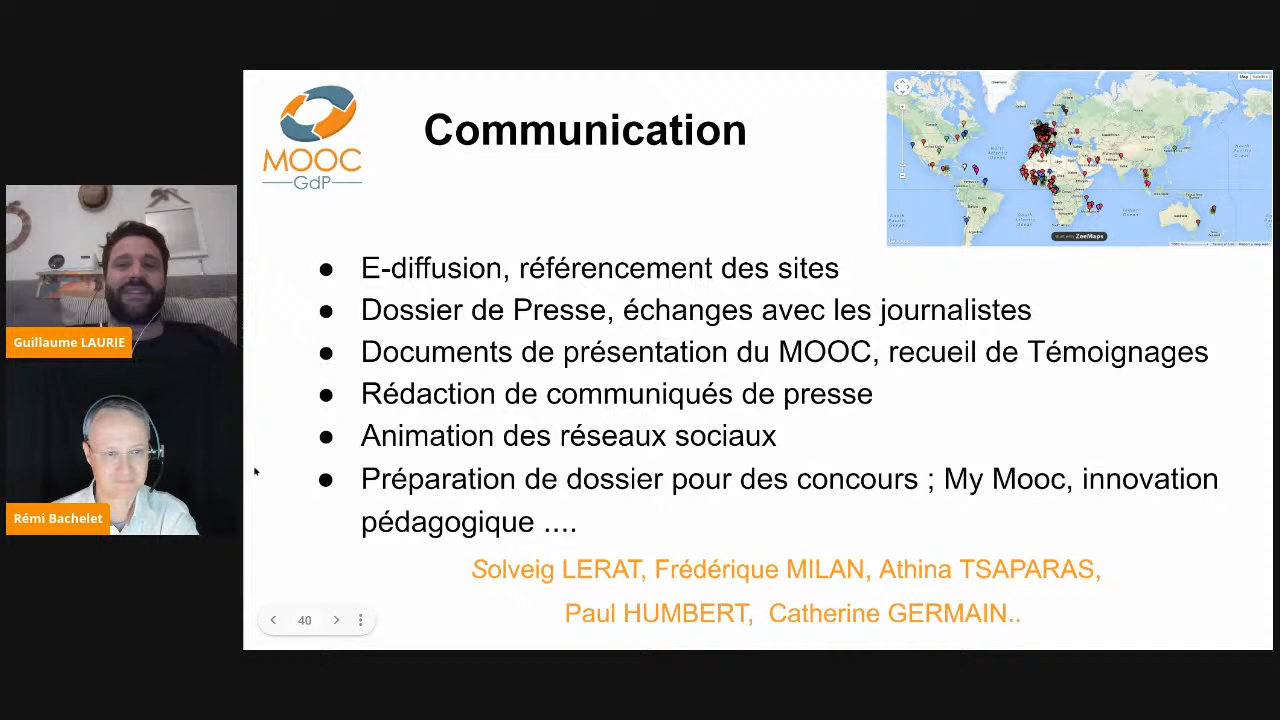 MOOC
GdP
Communication
E-diffusion, référencement des sites
Dossier de Presse, échanges avec les journalistes
Documents de présentation du MOOC, recueil de Témoignages
Rédaction de communiqués de presse
Animation des réseaux sociaux
Préparation de dossier pour des concours ; My Mooc, innovation
pédagogique ....
Solveig LERAT, Frédérique MILAN, Athina TSAPARAS,
Paul HUMBERT, Catherine GERMAIN..
40
Guillaume LAURIE
Rémi Bachelet
ZeeMaps